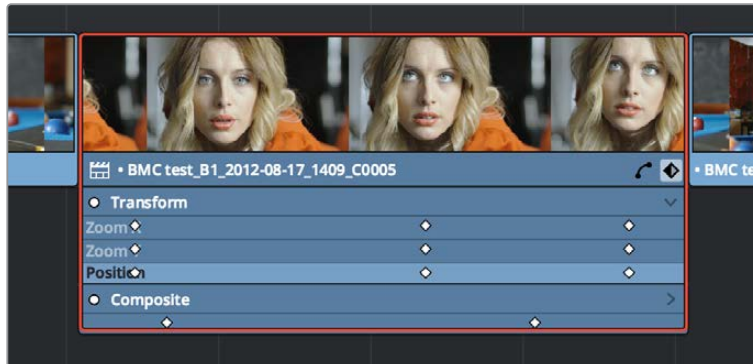 • BMC test_B1_2012-08-17_1409_C0005
• BMC te
Transform
Zoom
Zoom
Position
Composite